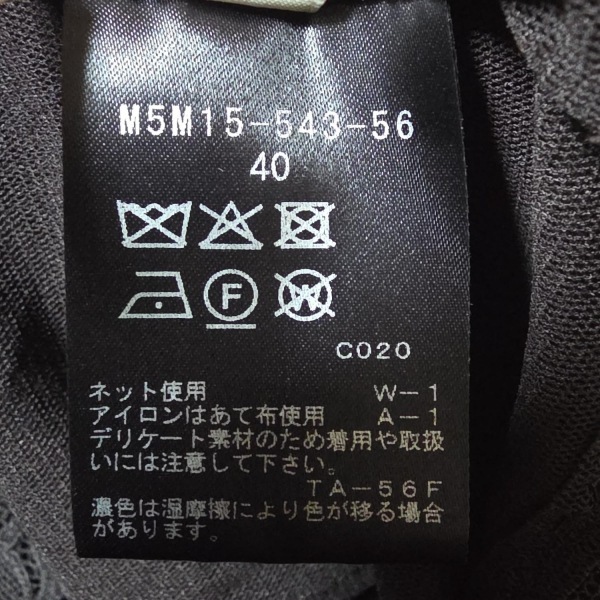 M5M15-543-56
40
F
W
C020
ネット使用 W-1
アイロンはあて布使用 A-1
デリケート素材のため着用や取扱
いには注意して下さい。
TA-56F
濃色は湿摩擦により色が移る場合
があります。